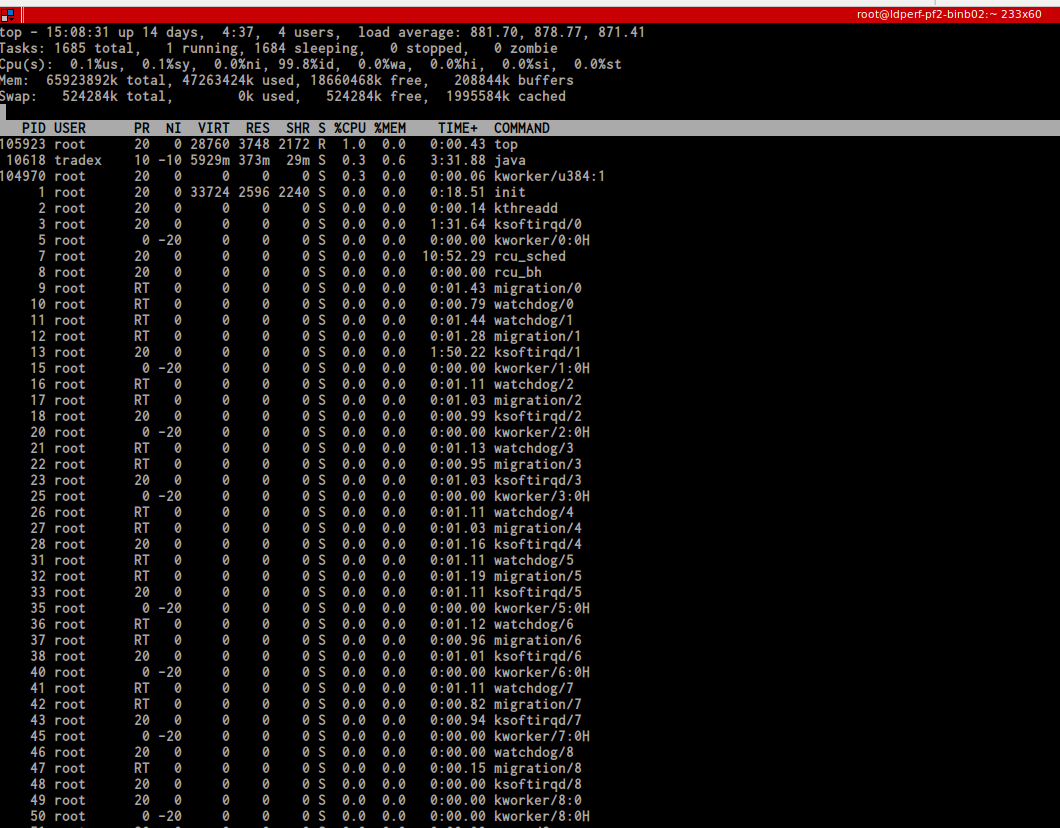 root@ldperf-pf2-binb02:~ 233x60
top - 15:08:31 up 14 days,  4:37,  4 users,  load average: 881.70, 878.77, 871.41
Tasks: 1685 total,   1 running, 1684 sleeping,   0 stopped,   0 zombie
Cpu(s):  0.1%us,  0.1%sy,  0.0%ni, 99.8%id,  0.0%wa,  0.0%hi,  0.0%si,  0.0%st
Mem:  65923892k total, 47263424k used, 18660468k free,   208844k buffers
Swap:   524284k total,        0k used,   524284k free,  1995584k cached
PID USER      PR  NI  VIRT  RES  SHR S %CPU %MEM    TIME+  COMMAND
105923 root      20   0 28760 3748 2172 R  1.0  0.0   0:00.43 top
10618 tradex    10 -10 5929m 373m  29m S  0.3  0.6   3:31.88 java
104970 root      20   0     0    0    0 S  0.3  0.0   0:00.06 kworker/u384:1
1 root      20   0 33724 2596 2240 S  0.0  0.0   0:18.51 init
2 root      20   0     0    0    0 S  0.0  0.0   0:00.14 kthreadd
3 root      20   0     0    0    0 S  0.0  0.0   1:31.64 ksoftirqd/0
5 root       0 -20     0    0    0 S  0.0  0.0   0:00.00 kworker/0:0H
7 root      20   0     0    0    0 S  0.0  0.0  10:52.29 rcu_sched
8 root      20   0     0    0    0 S  0.0  0.0   0:00.00 rcu_bh
9 root      RT   0     0    0    0 S  0.0  0.0   0:01.43 migration/0
10 root      RT   0     0    0    0 S  0.0  0.0   0:00.79 watchdog/0
11 root      RT   0     0    0    0 S  0.0  0.0   0:01.44 watchdog/1
12 root      RT   0     0    0    0 S  0.0  0.0   0:01.28 migration/1
13 root      20   0     0    0    0 S  0.0  0.0   1:50.22 ksoftirqd/1
15 root       0 -20     0    0    0 S  0.0  0.0   0:00.00 kworker/1:0H
16 root      RT   0     0    0    0 S  0.0  0.0   0:01.11 watchdog/2
17 root      RT   0     0    0    0 S  0.0  0.0   0:01.03 migration/2
18 root      20   0     0    0    0 S  0.0  0.0   0:00.99 ksoftirqd/2
20 root       0 -20     0    0    0 S  0.0  0.0   0:00.00 kworker/2:0H
21 root      RT   0     0    0    0 S  0.0  0.0   0:01.13 watchdog/3
22 root      RT   0     0    0    0 S  0.0  0.0   0:00.95 migration/3
23 root      20   0     0    0    0 S  0.0  0.0   0:01.03 ksoftirqd/3
25 root       0 -20     0    0    0 S  0.0  0.0   0:00.00 kworker/3:0H
26 root      RT   0     0    0    0 S  0.0  0.0   0:01.11 watchdog/4
27 root      RT   0     0    0    0 S  0.0  0.0   0:01.03 migration/4
28 root      20   0     0    0    0 S  0.0  0.0   0:01.16 ksoftirqd/4
31 root      RT   0     0    0    0 S  0.0  0.0   0:01.11 watchdog/5
32 root      RT   0     0    0    0 S  0.0  0.0   0:01.19 migration/5
33 root      20   0     0    0    0 S  0.0  0.0   0:01.11 ksoftirqd/5
35 root       0 -20     0    0    0 S  0.0  0.0   0:00.00 kworker/5:0H
36 root      RT   0     0    0    0 S  0.0  0.0   0:01.12 watchdog/6
37 root      RT   0     0    0    0 S  0.0  0.0   0:00.96 migration/6
38 root      20   0     0    0    0 S  0.0  0.0   0:01.01 ksoftirqd/6
40 root       0 -20     0    0    0 S  0.0  0.0   0:00.00 kworker/6:0H
41 root      RT   0     0    0    0 S  0.0  0.0   0:01.11 watchdog/7
42 root      RT   0     0    0    0 S  0.0  0.0   0:00.82 migration/7
43 root      20   0     0    0    0 S  0.0  0.0   0:00.94 ksoftirqd/7
45 root       0 -20     0    0    0 S  0.0  0.0   0:00.00 kworker/7:0H
46 root      20   0     0    0    0 S  0.0  0.0   0:00.00 watchdog/8
47 root      RT   0     0    0    0 S  0.0  0.0   0:00.15 migration/8
48 root      20   0     0    0    0 S  0.0  0.0   0:00.00 ksoftirqd/8
49 root      20   0     0    0    0 S  0.0  0.0   0:00.00 kworker/8:0
50 root       0 -20     0    0    0 S  0.0  0.0   0:00.00 kworker/8:0H